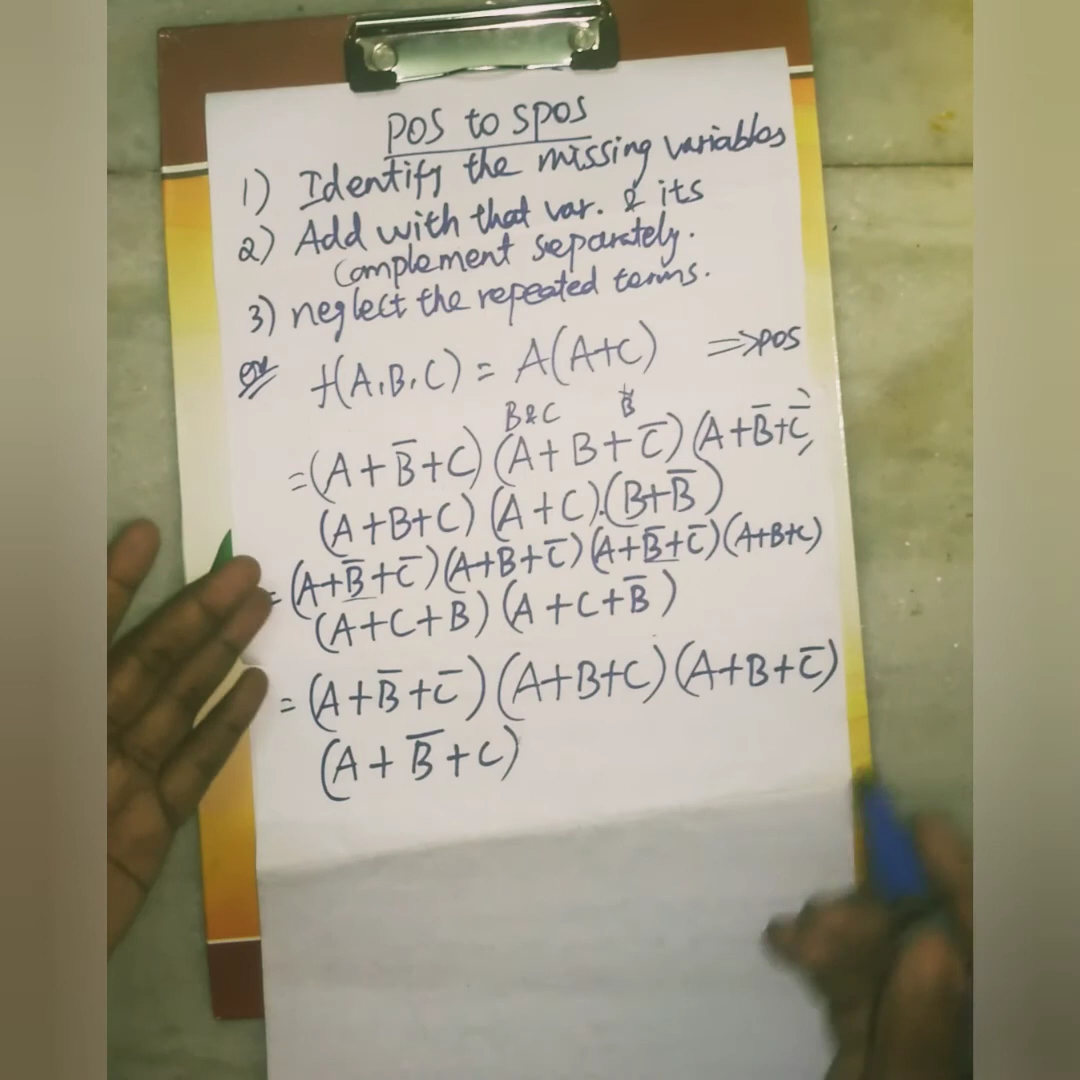 POS to SPOS
1) Identify the missing variables
2) Add with that var. & its
complement separately.
3) neglect the repeated terms.
f(A,B,C) = A(A+C) ⇒POS
B&C B
=(A+B̅+C)(A+B+C̅)(A+B̅+C̅)
(A+B+C)(A+C).(B+B̅)
= (A+B̅+C̅)(A+B+C̅)(A+B̅+C̅)(A+B+C)
(A+C+B)(A+C+B̅)
= (A+B̅+C̅)(A+B+C)(A+B+C̅)
(A+B̅+C)